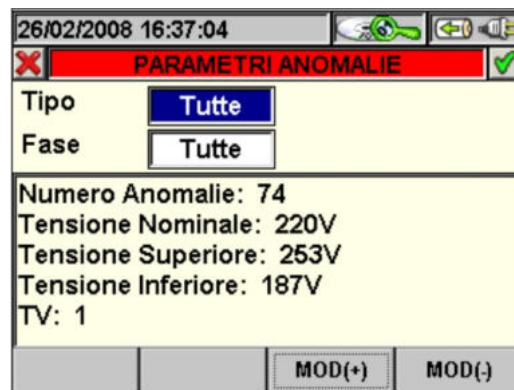 26/02/2008 16:37:04
PARAMETRI ANOMALIE
Tipo Tutte
Fase Tutte
Numero Anomalie: 74
Tensione Nominale: 220V
Tensione Superiore: 253V
Tensione Inferiore: 187V
TV: 1
MOD(+) MOD(-)